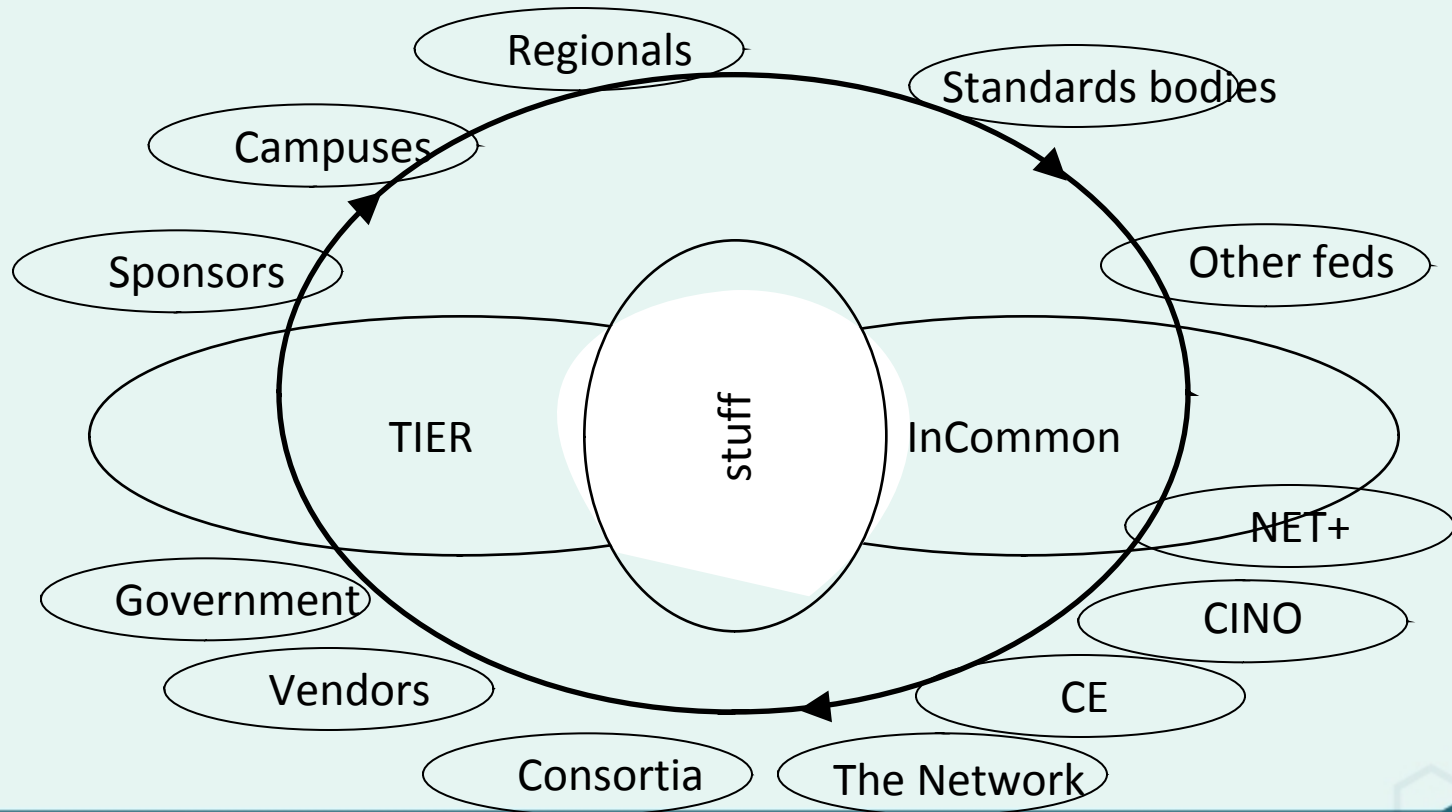 Regionals
Standards bodies
Campuses
Other feds
Sponsors
TIER
stuff
InCommon
NET+
Government
CINO
Vendors
CE
Consortia
The Network